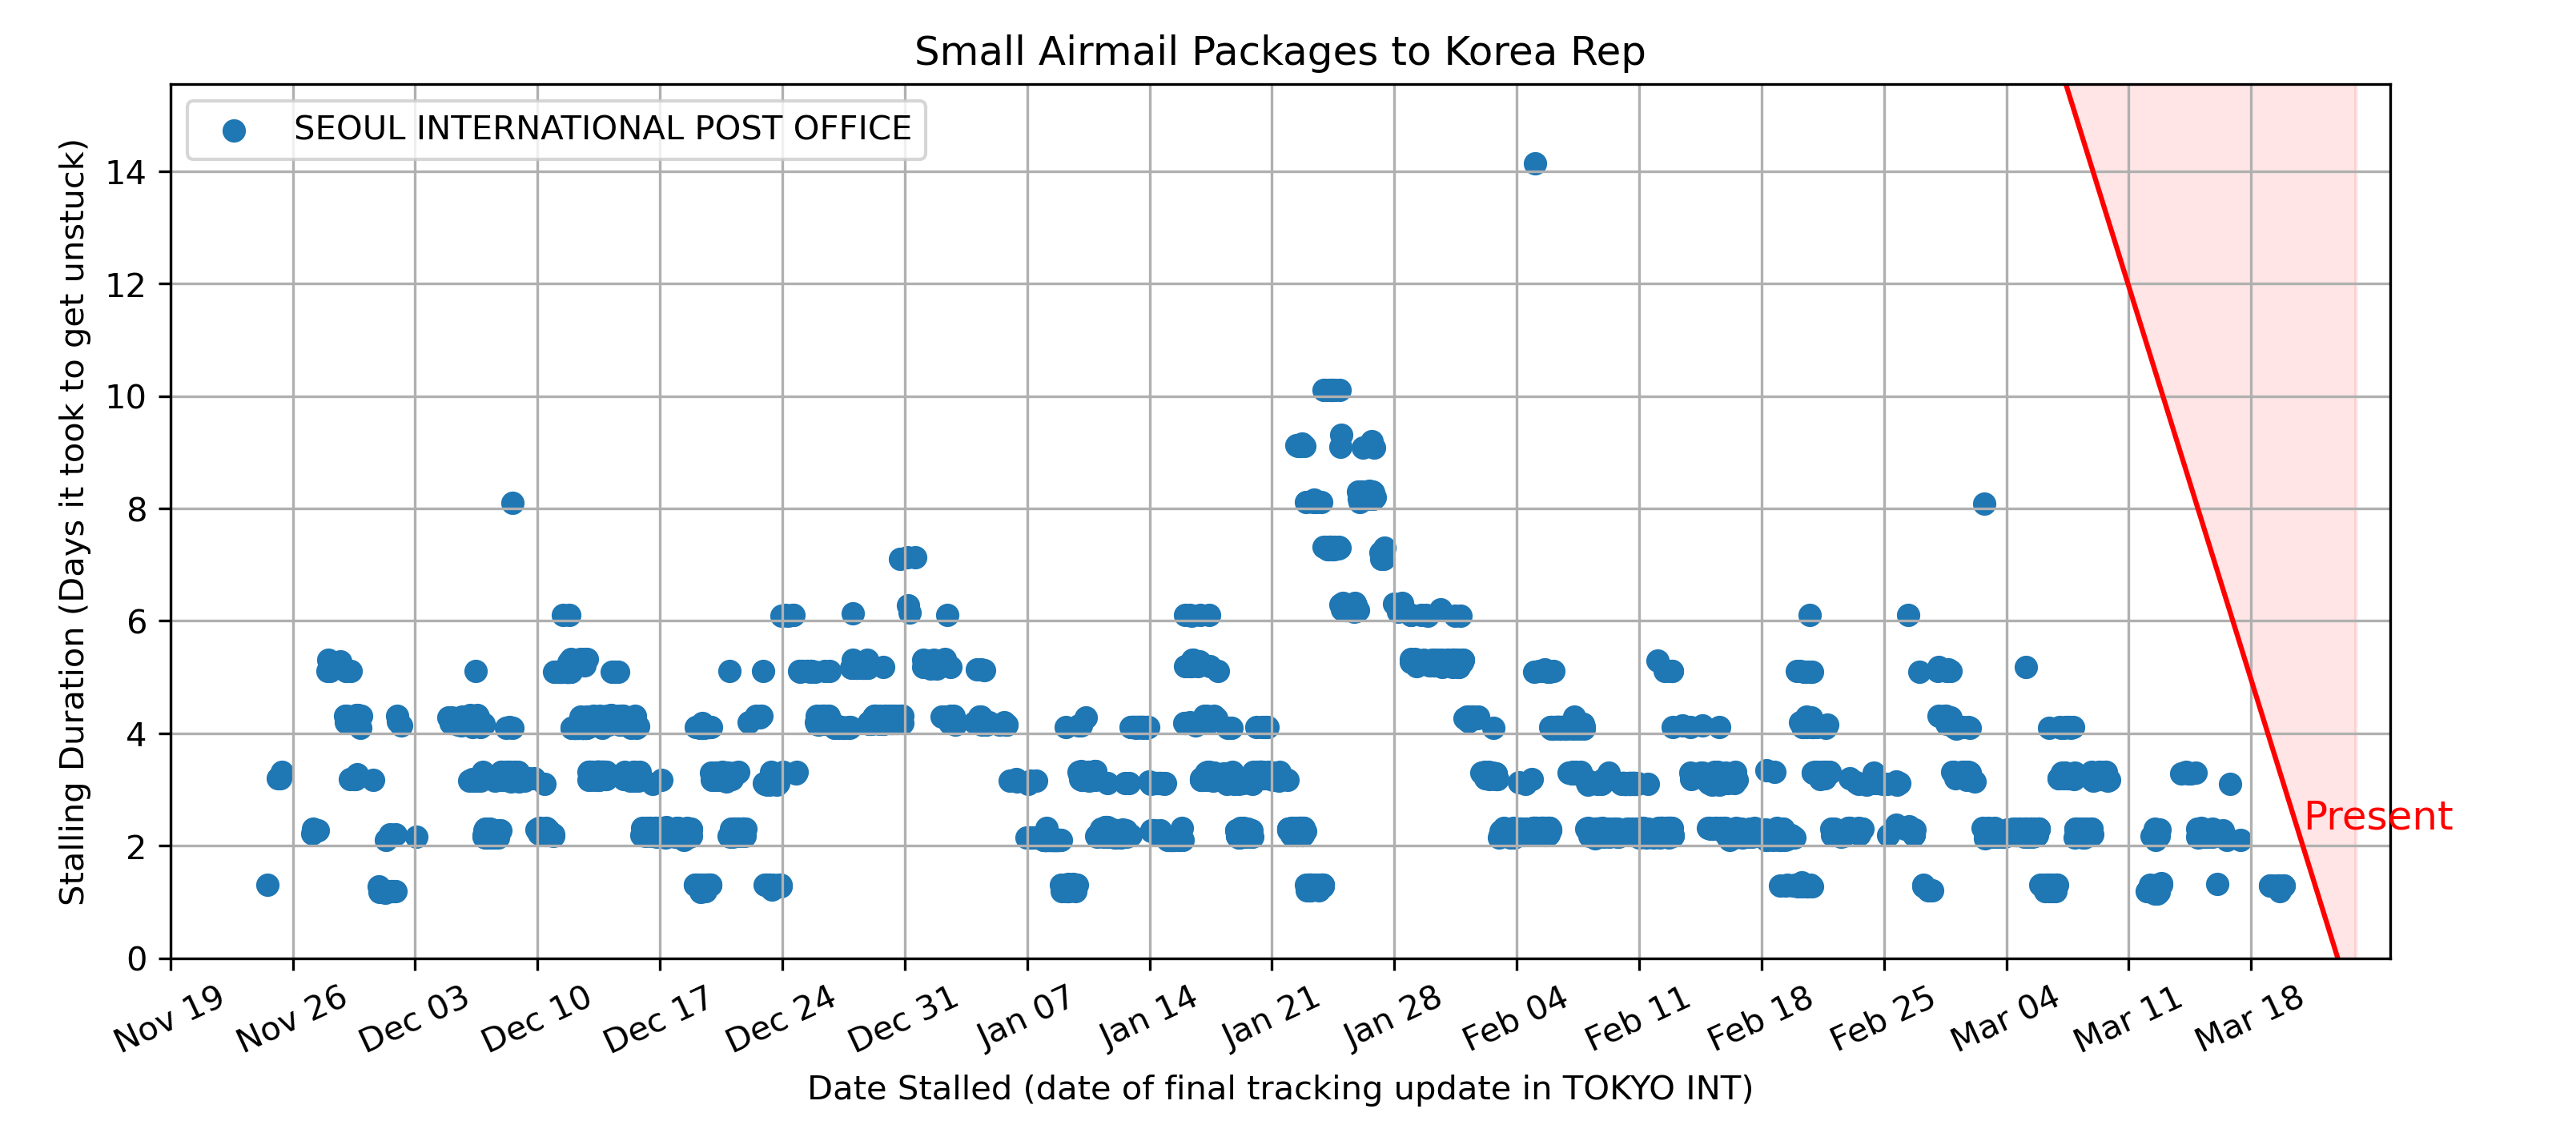 Small Airmail Packages to Korea Rep
SEOUL INTERNATIONAL POST OFFICE
Stalling Duration (Days it took to get unstuck)
14
12
10
8
6
4
2
0
Present
Nov 19
Nov 26
Dec 03
Dec 10
Dec 17
Dec 24
Dec 31
Jan 07
Jan 14
Jan 21
Jan 28
Feb 04
Feb 11
Feb 18
Feb 25
Mar 04
Mar 11
Mar 18
Date Stalled (date of final tracking update in TOKYO INT)